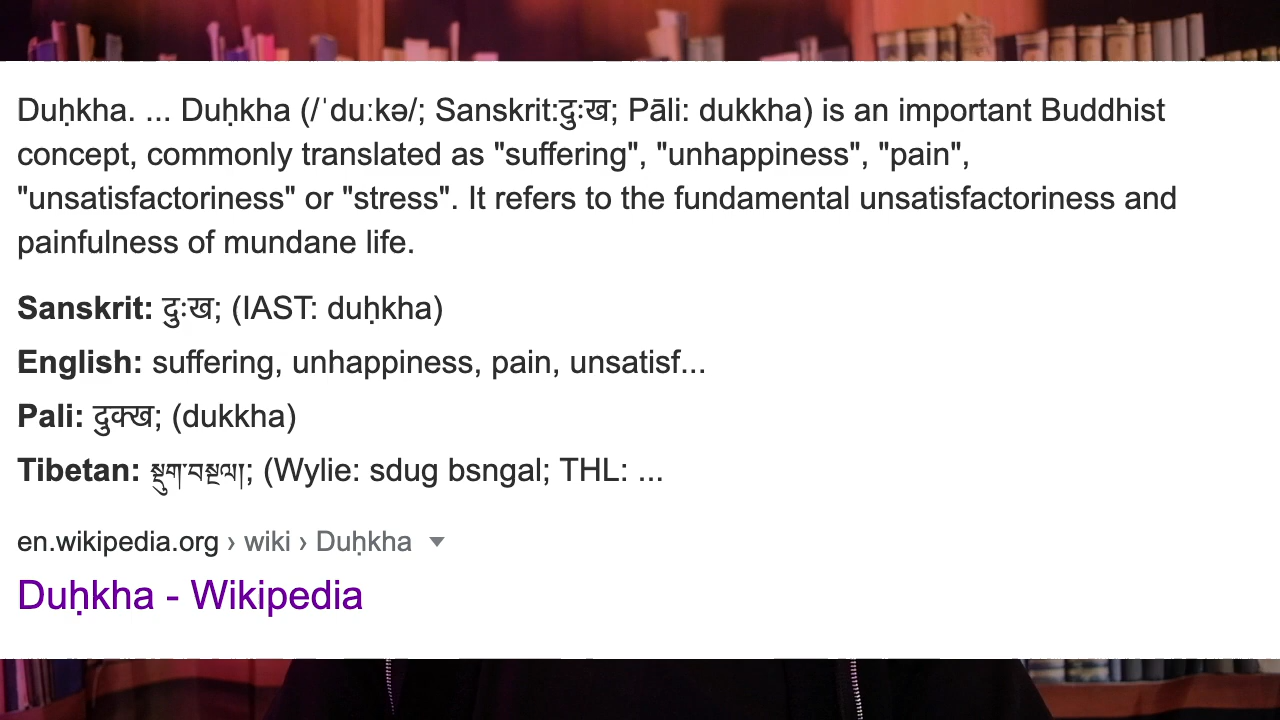 Duḥkha. ... Duḥkha (/ˈduːkə/; Sanskrit:दुःख; Pāli: dukkha) is an important Buddhist
concept, commonly translated as "suffering", "unhappiness", "pain",
"unsatisfactoriness" or "stress". It refers to the fundamental unsatisfactoriness and
painfulness of mundane life.
Sanskrit: दुःख; (IAST: duḥkha)
English: suffering, unhappiness, pain, unsatisf...
Pali: दुक्ख; (dukkha)
Tibetan: སྡུག་བསྔལ།; (Wylie: sdug bsngal; THL: ...
en.wikipedia.org › wiki › Duḥkha
Duḥkha - Wikipedia